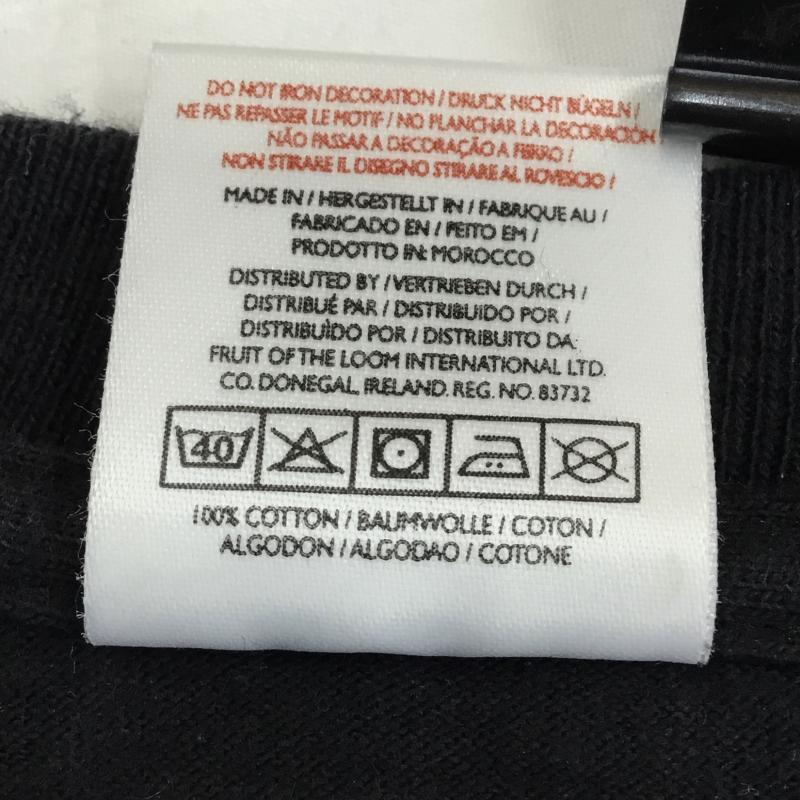 DO NOT IRON DECORATION / DRUCK NICHT BÜGELN /
NE PAS REPASSER LE MOTIF / NO PLANCHAR LA DECORACIÓN /
NÃO PASSAR A DECORAÇÃO A FERRO /
NON STIRARE IL DISEGNO STIRARE AL ROVESCIO /
MADE IN / HERGESTELLT IN / FABRIQUE AU /
FABRICADO EN / FEITO EM /
PRODOTTO IN: MOROCCO
DISTRIBUTED BY / VERTRIEBEN DURCH /
DISTRIBUÉ PAR / DISTRIBUIDO POR /
DISTRIBUÌDO POR / DISTRIBUITO DA:
FRUIT OF THE LOOM INTERNATIONAL LTD.
CO. DONEGAL, IRELAND. REG. NO. 83732
40
100% COTTON / BAUMWOLLE / COTON /
ALGODON / ALGODAO / COTONE